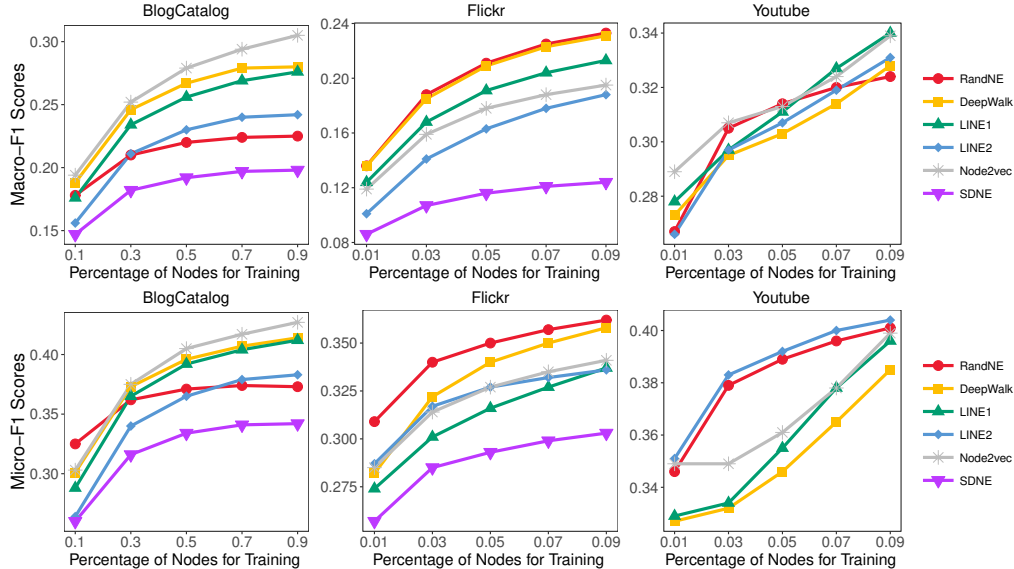 BlogCatalog
Flickr
Youtube
Macro−F1 Scores
0.30
0.25
0.20
0.15
0.1 0.3 0.5 0.7 0.9
Percentage of Nodes for Training
0.24
0.20
0.16
0.12
0.08
0.01 0.03 0.05 0.07 0.09
Percentage of Nodes for Training
0.34
0.32
0.30
0.28
0.01 0.03 0.05 0.07 0.09
Percentage of Nodes for Training
RandNE
DeepWalk
LINE1
LINE2
Node2vec
SDNE
BlogCatalog
Flickr
Youtube
Micro−F1 Scores
0.40
0.35
0.30
0.1 0.3 0.5 0.7 0.9
Percentage of Nodes for Training
0.350
0.325
0.300
0.275
0.01 0.03 0.05 0.07 0.09
Percentage of Nodes for Training
0.40
0.38
0.36
0.34
0.01 0.03 0.05 0.07 0.09
Percentage of Nodes for Training
RandNE
DeepWalk
LINE1
LINE2
Node2vec
SDNE